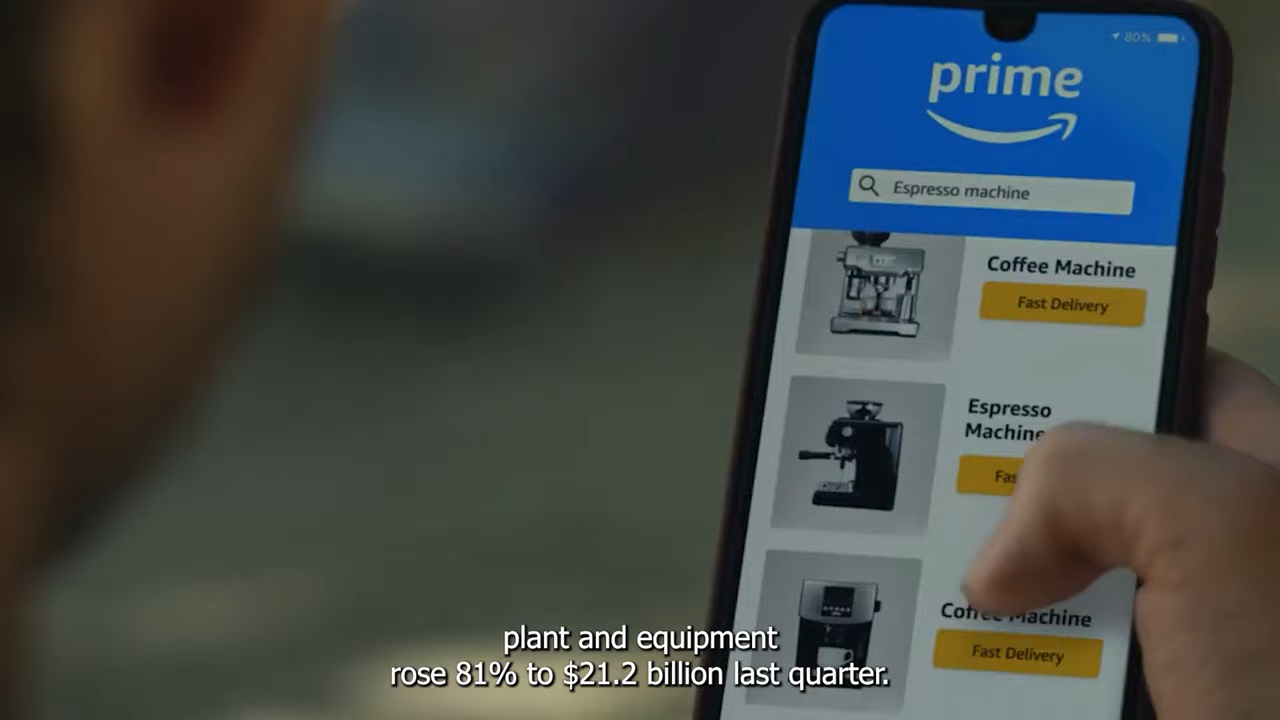 80%
prime
Espresso machine
Coffee Machine
Fast Delivery
Espresso
Machine
Fas
Coffee Machine
Fast Delivery
plant and equipment
rose 81% to $21.2 billion last quarter.